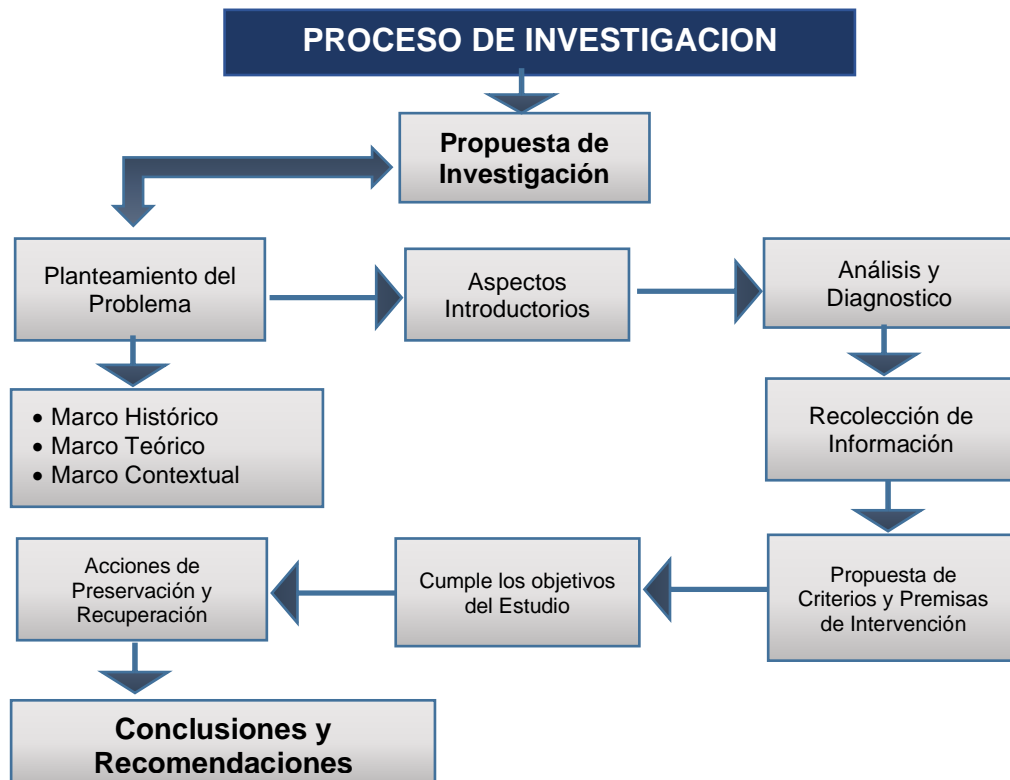 PROCESO DE INVESTIGACION
Propuesta de
Investigación
Planteamiento del
Problema
Aspectos
Introductorios
Análisis y
Diagnostico
• Marco Histórico
• Marco Teórico
• Marco Contextual
Recolección de
Información
Acciones de
Preservación y
Recuperación
Cumple los objetivos
del Estudio
Propuesta de
Criterios y Premisas
de Intervención
Conclusiones y
Recomendaciones